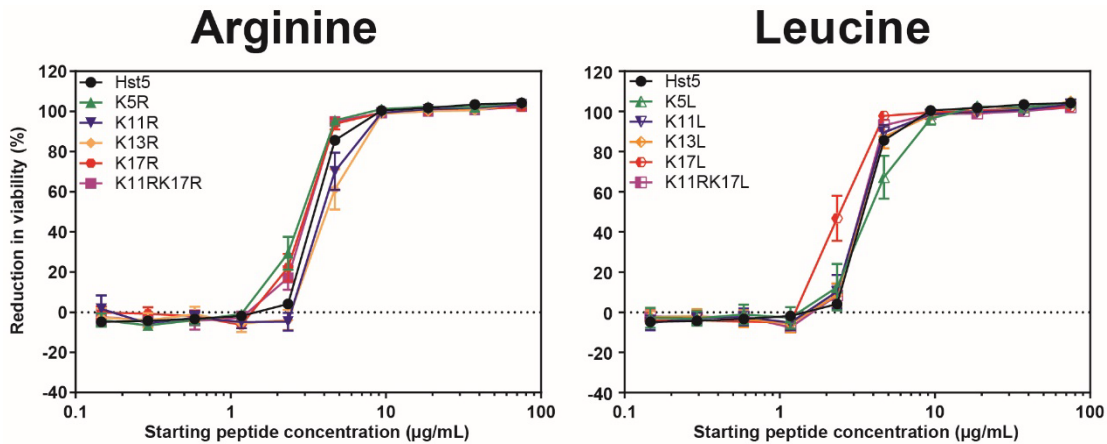 Arginine
Reduction in viability (%)
120
100
80
60
40
20
0
-20
-40
Hst5
K5R
K11R
K13R
K17R
K11RK17R
0.1 1 10 100
Starting peptide concentration (µg/mL)
Leucine
120
100
80
60
40
20
0
-20
-40
Hst5
K5L
K11L
K13L
K17L
K11RK17L
0.1 1 10 100
Starting peptide concentration (µg/mL)